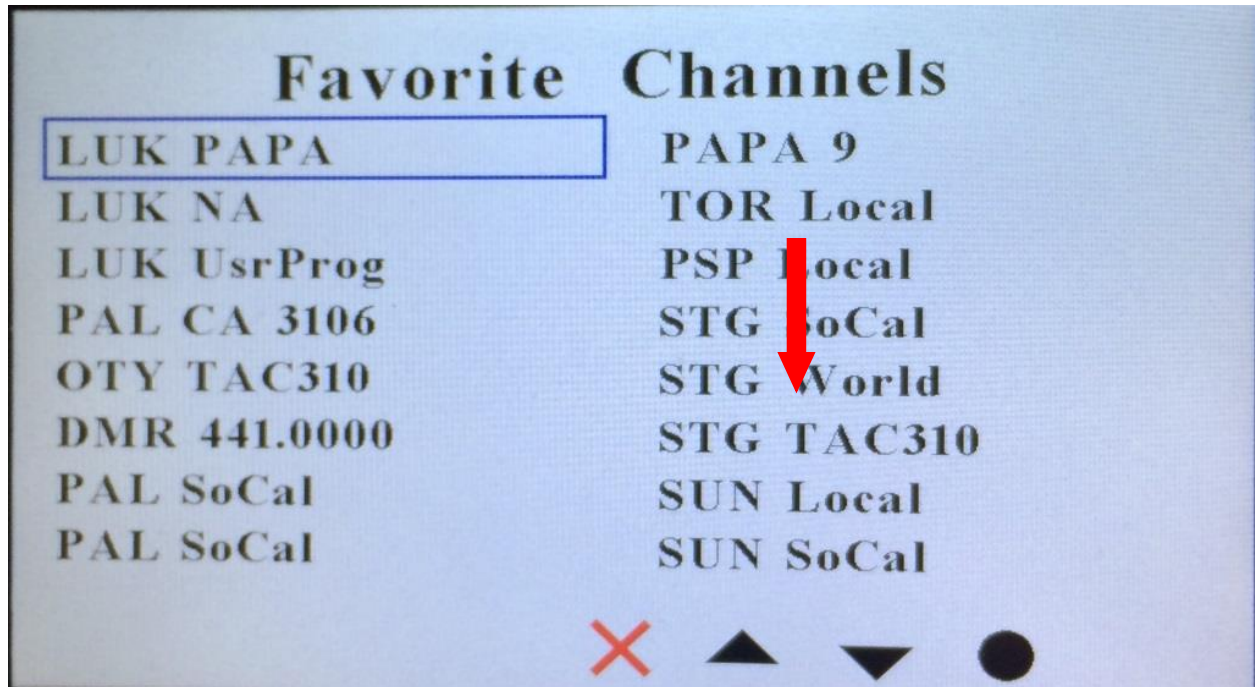 Favorite Channels
LUK PAPA
LUK NA
LUK UsrProg
PAL CA 3106
OTY TAC310
DMR 441.0000
PAL SoCal
PAL SoCal
PAPA 9
TOR Local
PSP Local
STG SoCal
STG World
STG TAC310
SUN Local
SUN SoCal